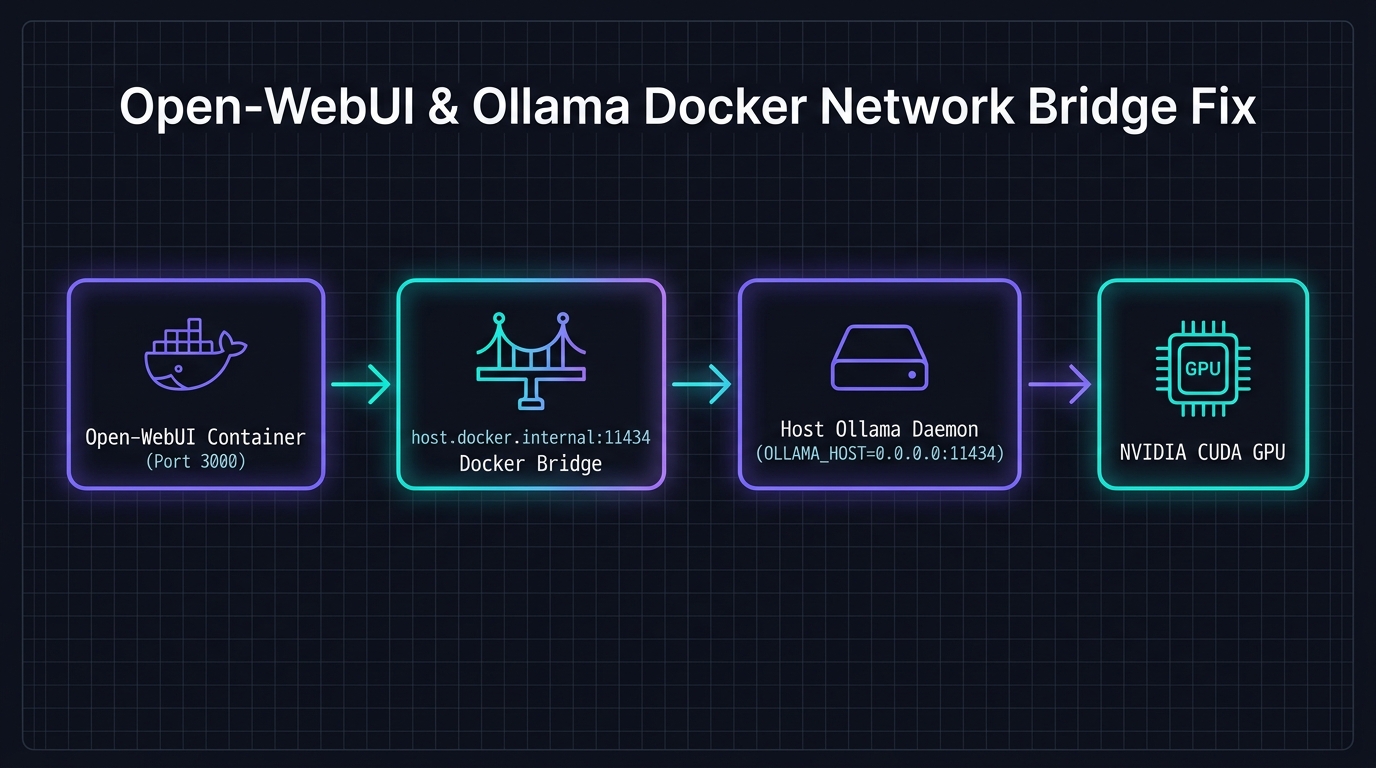 Open-WebUI & Ollama Docker Network Bridge Fix
Open-WebUI Container
(Port 3000)
host.docker.internal:11434
Docker Bridge
Host Ollama Daemon
(OLLAMA_HOST=0.0.0.0:11434)
GPU
NVIDIA CUDA GPU